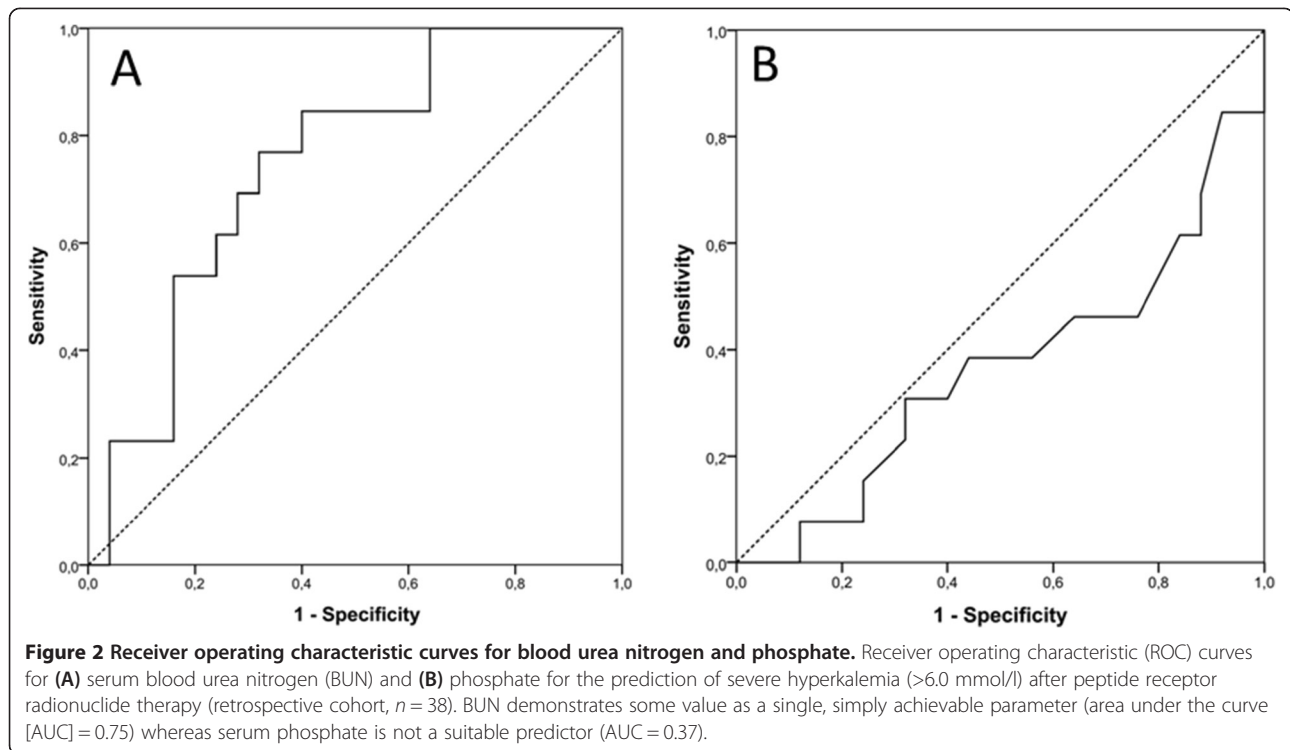 A
1,0
0,8
0,6
0,4
0,2
0,0
Sensitivity
0,0 0,2 0,4 0,6 0,8 1,0
1 - Specificity
B
1,0
0,8
0,6
0,4
0,2
0,0
Sensitivity
0,0 0,2 0,4 0,6 0,8 1,0
1 - Specificity
Figure 2 Receiver operating characteristic curves for blood urea nitrogen and phosphate. Receiver operating characteristic (ROC) curves
for (A) serum blood urea nitrogen (BUN) and (B) phosphate for the prediction of severe hyperkalemia (>6.0 mmol/l) after peptide receptor
radionuclide therapy (retrospective cohort, n = 38). BUN demonstrates some value as a single, simply achievable parameter (area under the curve
[AUC] = 0.75) whereas serum phosphate is not a suitable predictor (AUC = 0.37).